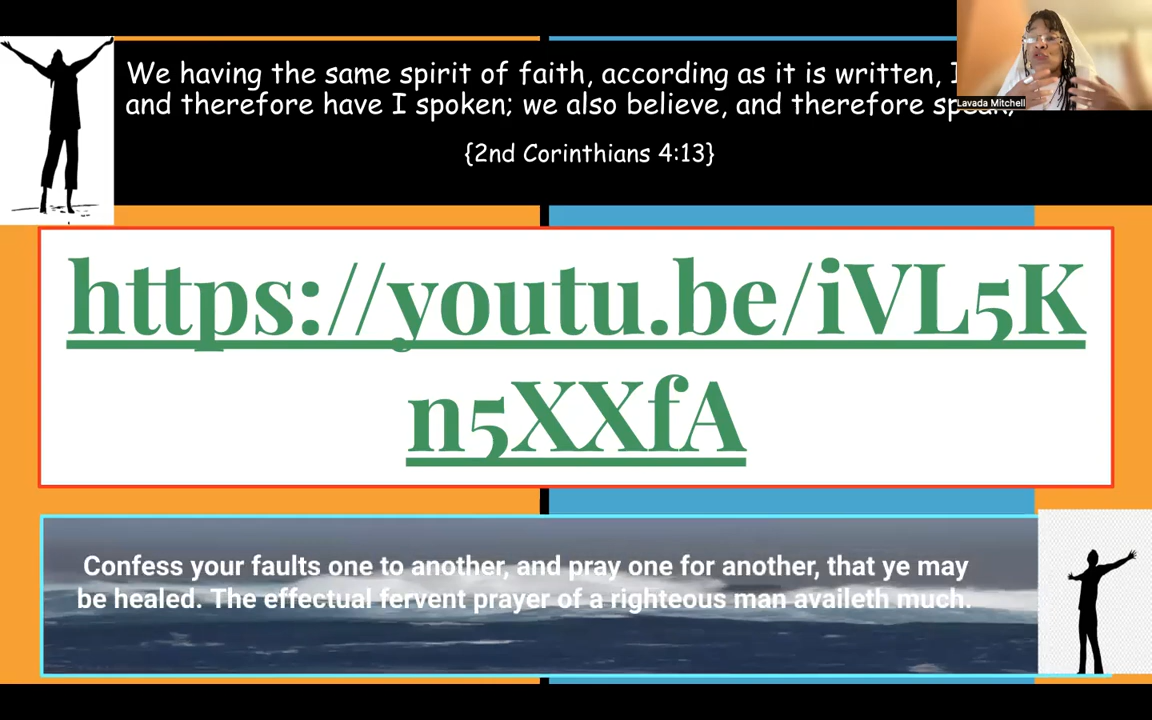 We having the same spirit of faith, according as it is written, I
and therefore have I spoken; we also believe, and therefore speak,
Lavada Mitchell
{2nd Corinthians 4:13}
https://youtu.be/iVL5K
n5XXfA
Confess your faults one to another, and pray one for another, that ye may
be healed. The effectual fervent prayer of a righteous man availeth much.